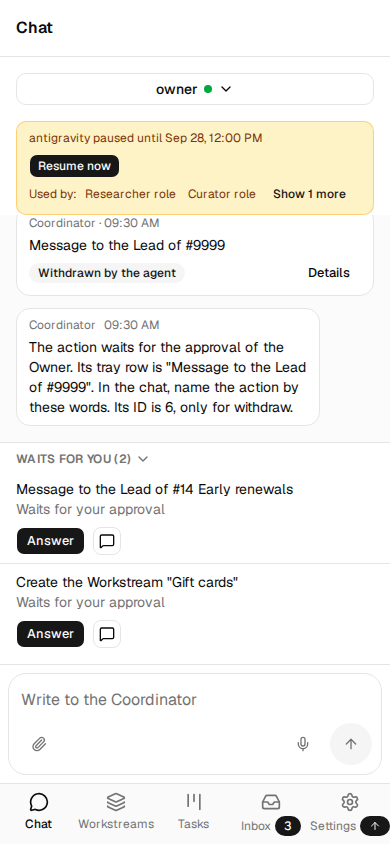 Chat
owner
antigravity paused until Sep 28, 12:00 PM
Resume now
Used by: Researcher role Curator role Show 1 more
Coordinator · 09:30 AM
Message to the Lead of #9999
Withdrawn by the agent Details
Coordinator 09:30 AM
The action waits for the approval of the
Owner. Its tray row is "Message to the Lead
of #9999". In the chat, name the action by
these words. Its ID is 6, only for withdraw.
WAITS FOR YOU (2)
Message to the Lead of #14 Early renewals
Waits for your approval
Answer
Create the Workstream "Gift cards"
Waits for your approval
Answer
Write to the Coordinator
Chat Workstreams Tasks Inbox 3 Settings